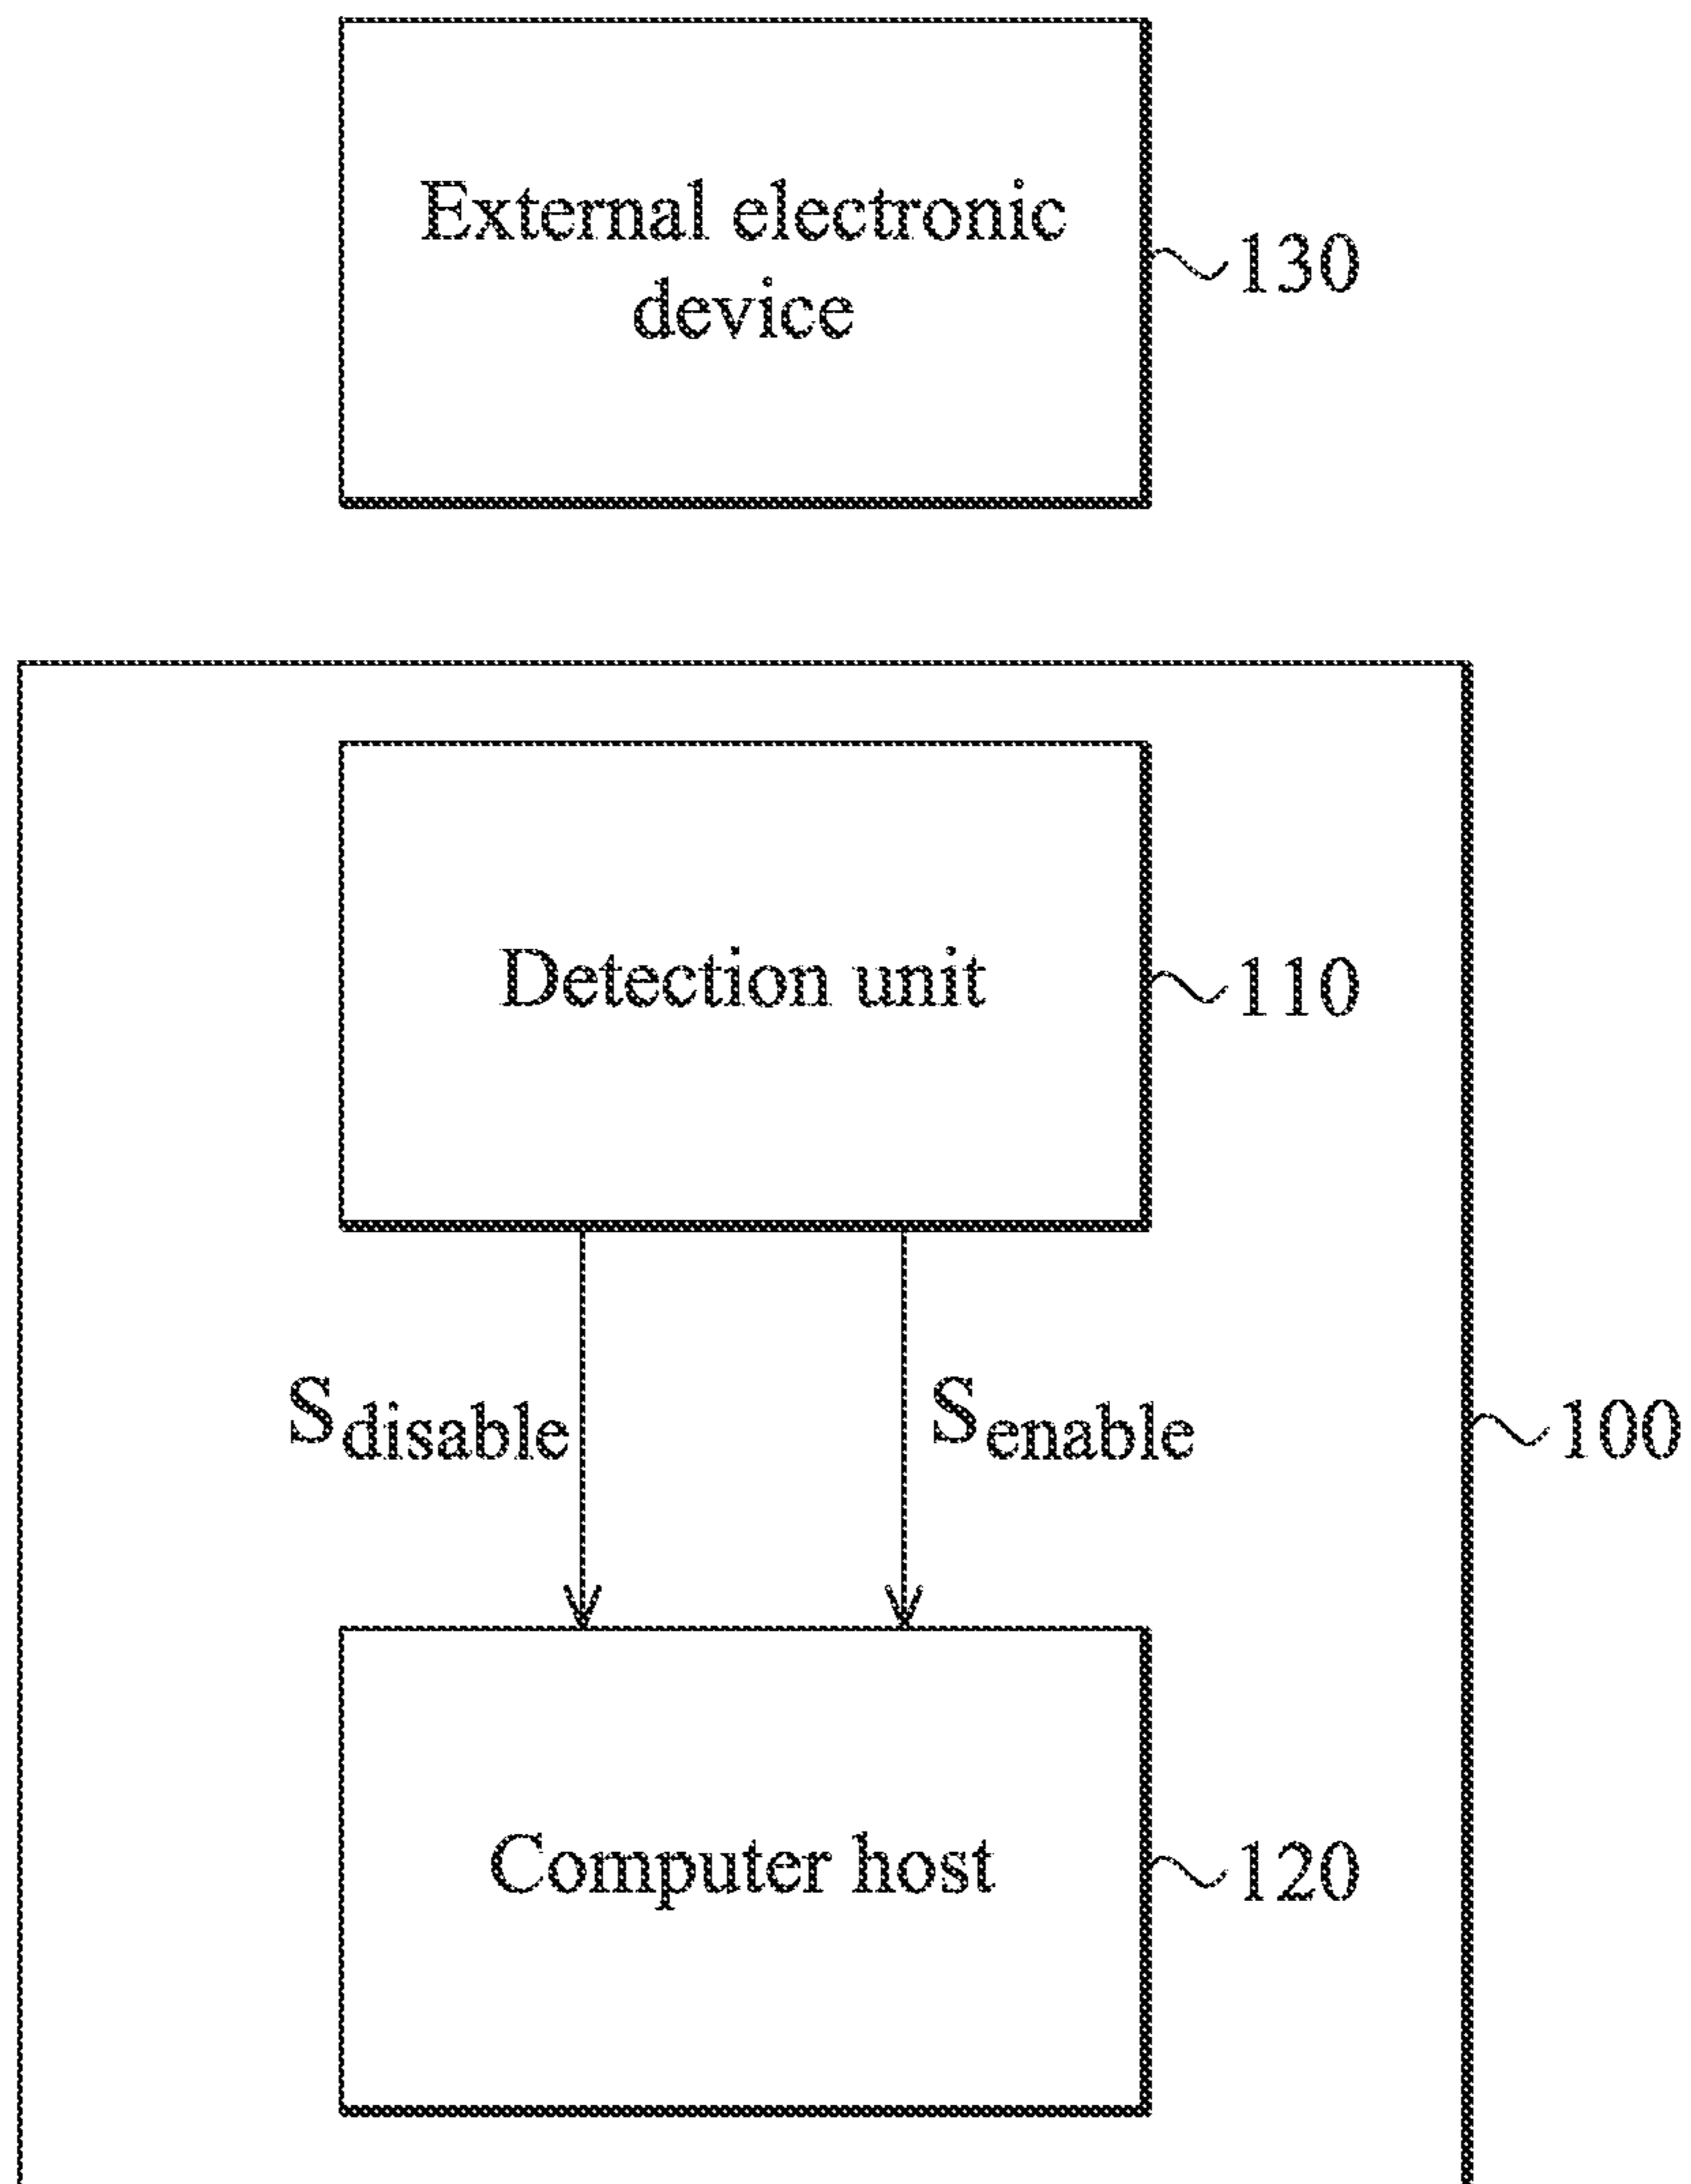 External electronic
device
130
Detection unit
110
Sdisable
Senable
100
Computer host
120